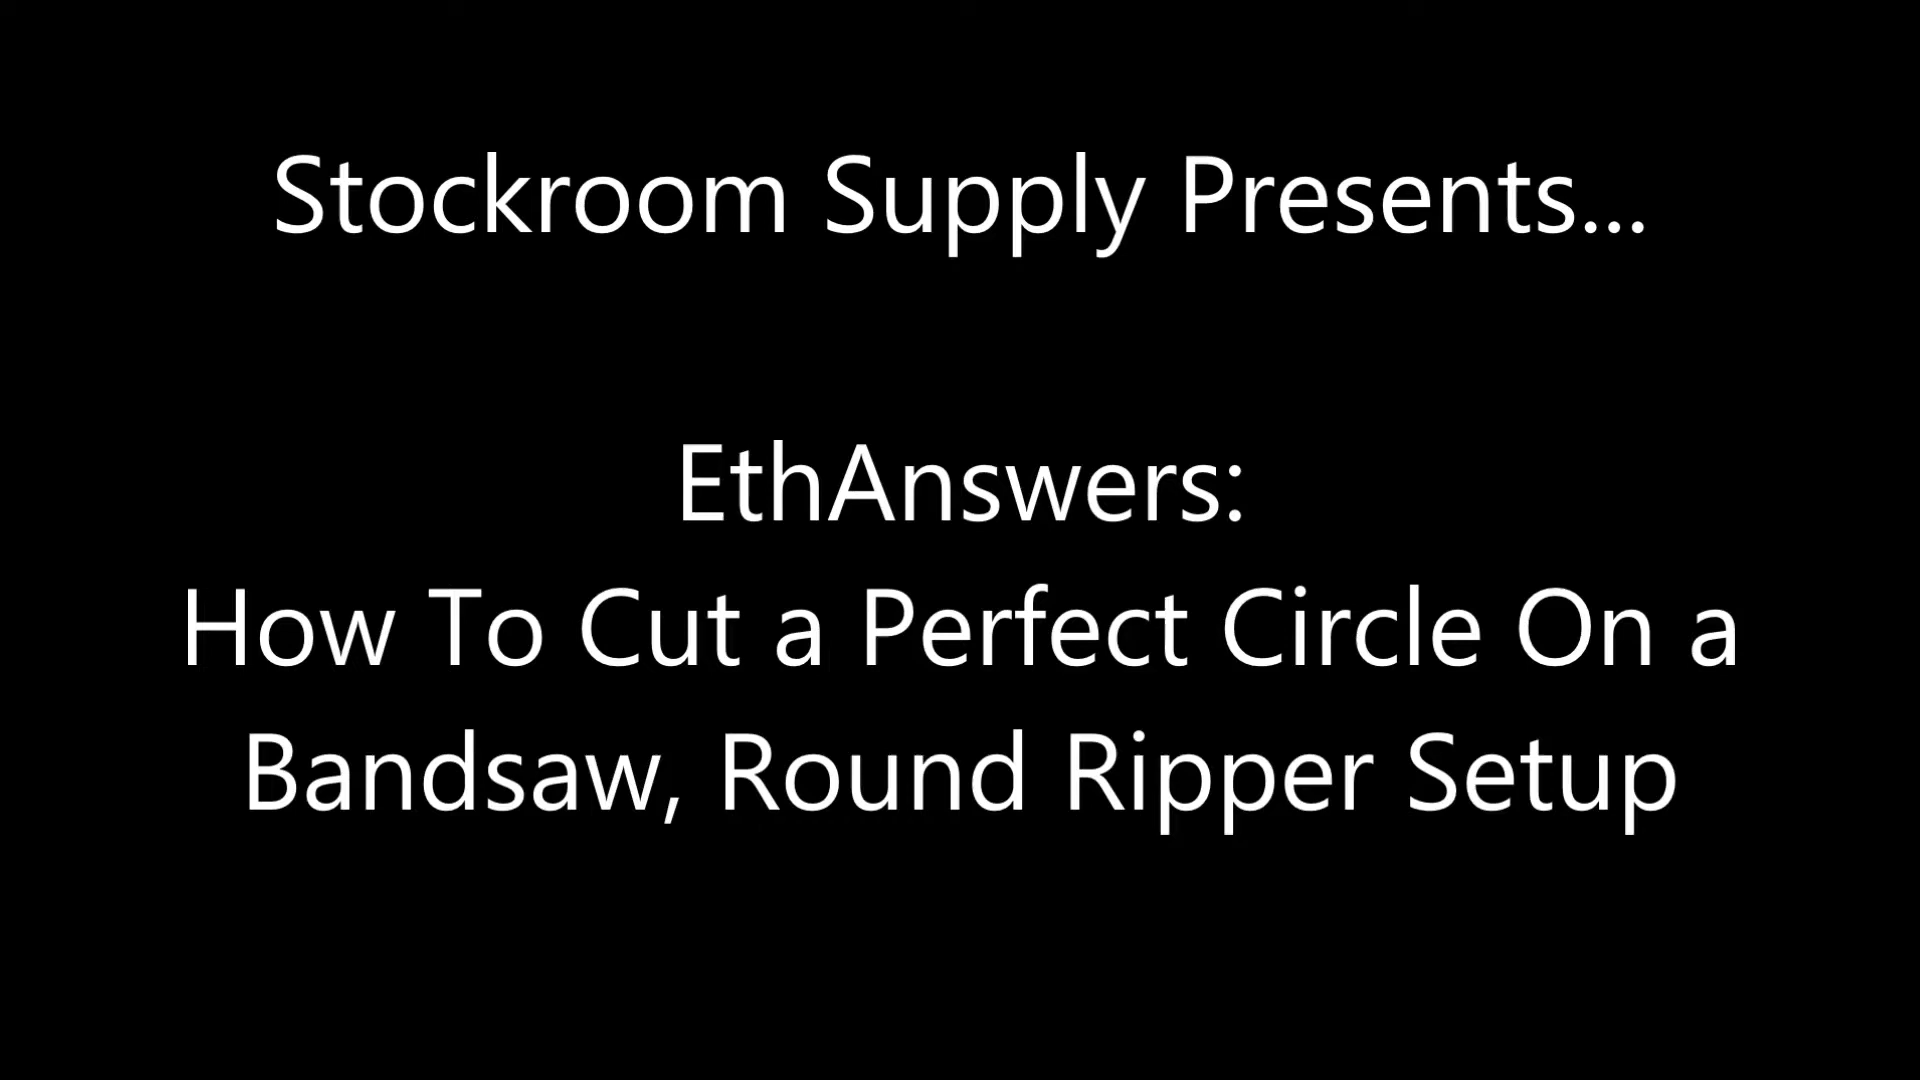 Stockroom Supply Presents...
EthAnswers:
How To Cut a Perfect Circle On a
Bandsaw, Round Ripper Setup